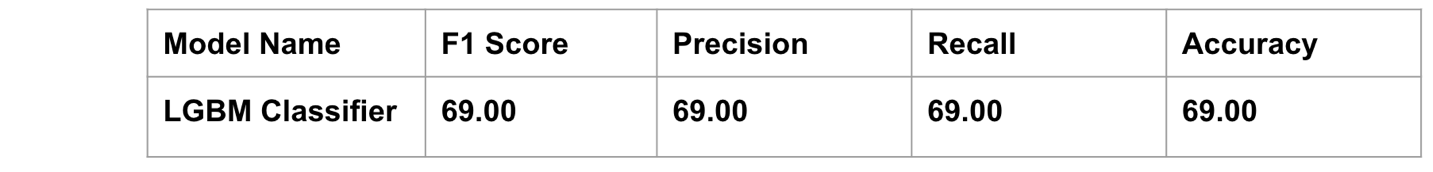 Model Name F1 Score Precision Recall Accuracy
LGBM Classifier 69.00 69.00 69.00 69.00